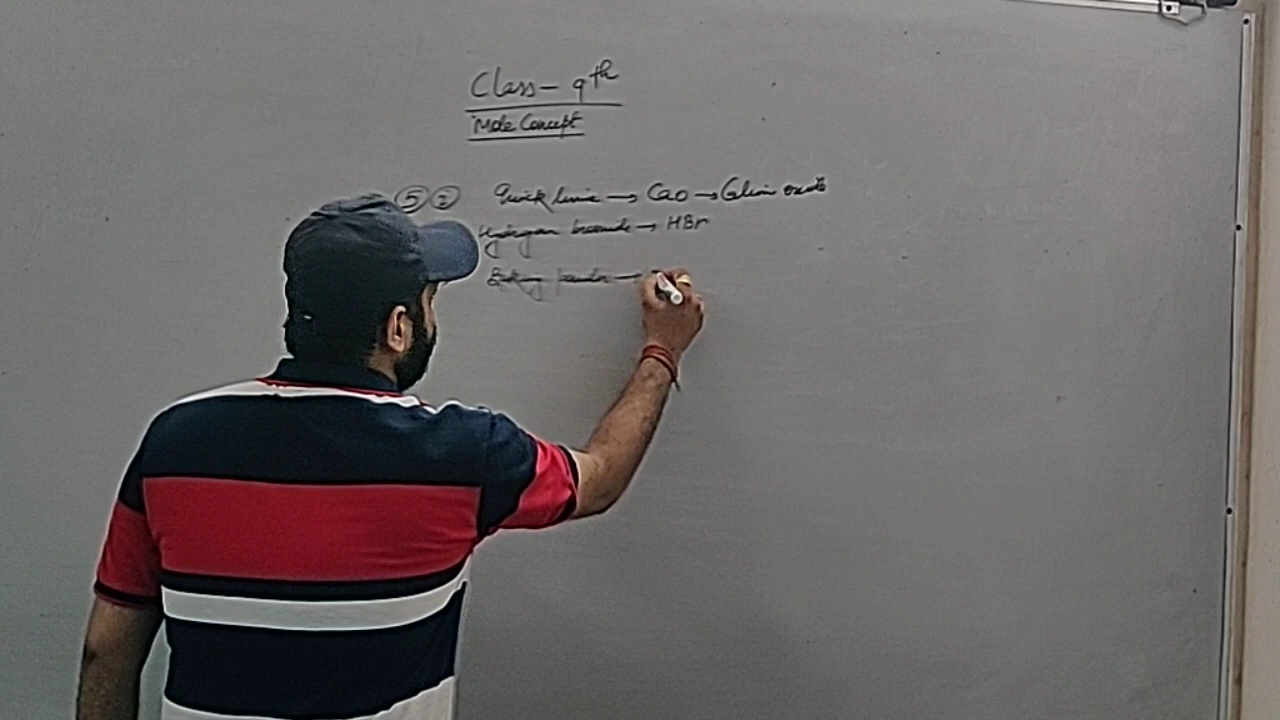 Class - 9th
Mole Concept
5 2 Quick lime → CaO → Calcium oxide
Hydrogen bromide → HBr
Baking powder →